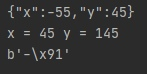 {"x":-55,"y":45}
x = 45 y = 145
b'-\x91'